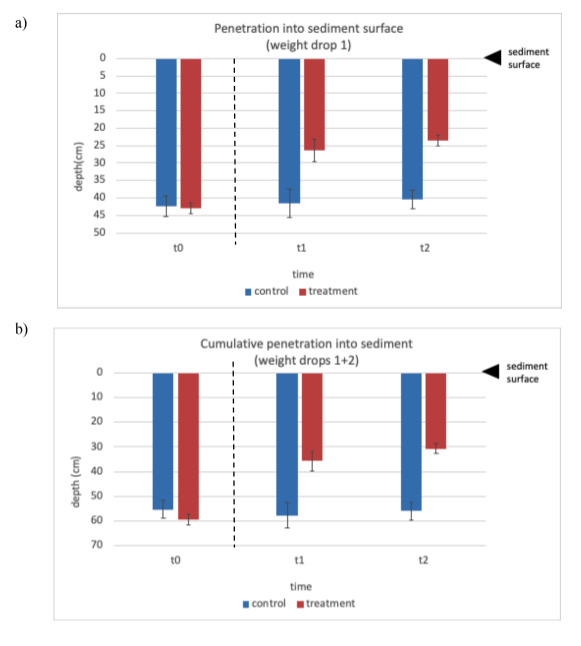 a)
Penetration into sediment surface
(weight drop 1)
sediment
surface
0
5
10
15
20
25
30
35
40
45
50
depth(cm)
t0
t1
t2
time
control
treatment
b)
Cumulative penetration into sediment
(weight drops 1+2)
sediment
surface
0
10
20
30
40
50
60
70
depth (cm)
t0
t1
t2
time
control
treatment